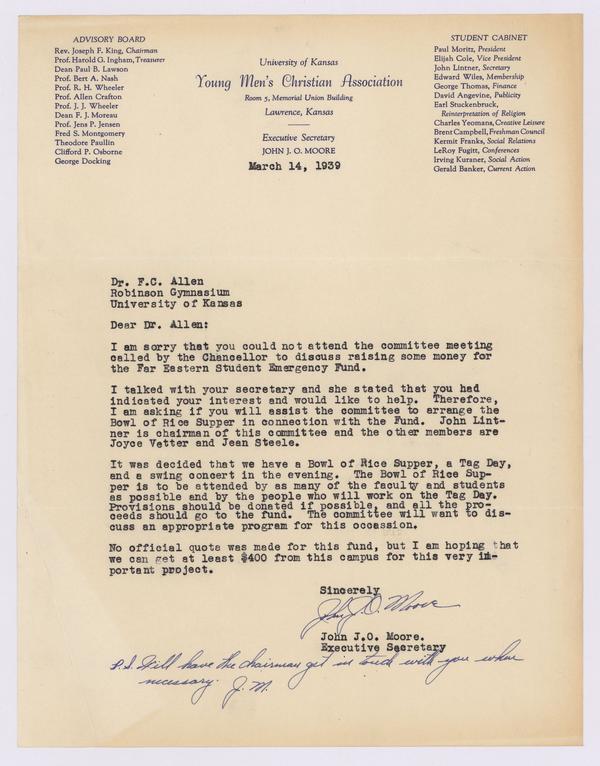 ADVISORY BOARD
Rev. Joseph F. King, Chairman
Prof. Harold G. Ingham, Treasurer
Dean Paul B. Lawson
Prof. Bert A. Nash
Prof. R. H. Wheeler
Prof. Allen Crafton
Prof. J. J. Wheeler
Dean F. J. Moreau
Prof. Jens P. Jensen
Fred S. Montgomery
Theodore Paullin
Clifford P. Osborne
George Docking
University of Kansas
Young Men's Christian Association
Room 5, Memorial Union Building
Lawrence, Kansas
Executive Secretary
JOHN J. O. MOORE
March 14, 1939
STUDENT CABINET
Paul Moritz, President
Elijah Cole, Vice President
John Lintner, Secretary
Edward Wiles, Membership
George Thomas, Finance
David Angevine, Publicity
Earl Stuckenbruck,
Reinterpretation of Religion
Charles Yeomans, Creative Leisure
Brent Campbell, Freshman Council
Kermit Franks, Social Relations
LeRoy Fugitt, Conferences
Irving Kuraner, Social Action
Gerald Banker, Current Action
Dr. F.C. Allen
Robinson Gymnasium
University of Kansas
Dear Dr. Allen:
I am sorry that you could not attend the committee meeting
called by the Chancellor to discuss raising some money for
the Far Eastern Student Emergency Fund.
I talked with your secretary and she stated that you had
indicated your interest and would like to help. Therefore,
I am asking if you will assist the committee to arrange the
Bowl of Rice Supper in connection with the Fund. John Lint-
ner is chairman of this committee and the other members are
Joyce Vetter and Jean Steele.
It was decided that we have a Bowl of Rice Supper, a Tag Day,
and a swing concert in the evening. The Bowl of Rice Sup-
per is to be attended by as many of the faculty and students
as possible and by the people who will work on the Tag Day.
Provisions should be donated if possible, and all the pro-
ceeds should go to the fund. The committee will want to dis-
cuss an appropriate program for this occassion.
No official quote was made for this fund, but I am hoping that
we can get at least $400 from this campus for this very im-
portant project.
Sincerely
John J. O. Moore
John J.O. Moore.
Executive Secretary
P.S. Will have the chairman get in touch with you when
necessary. J. M.